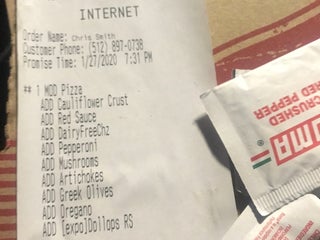 INTERNET
Order Name: Chris Smith
Customer Phone: (512) 897-0738
Promise Time: 1/27/2020 7:31 PM
## 1 MOD Pizza
ADD Cauliflower Crust
ADD Red Sauce
ADD DairyFreeChz
ADD Pepperoni
ADD Mushrooms
ADD Artichokes
ADD Greek Olives
ADD Oregano
ADD [expo]Dollops RS
CRUSHED
RED PEPPER